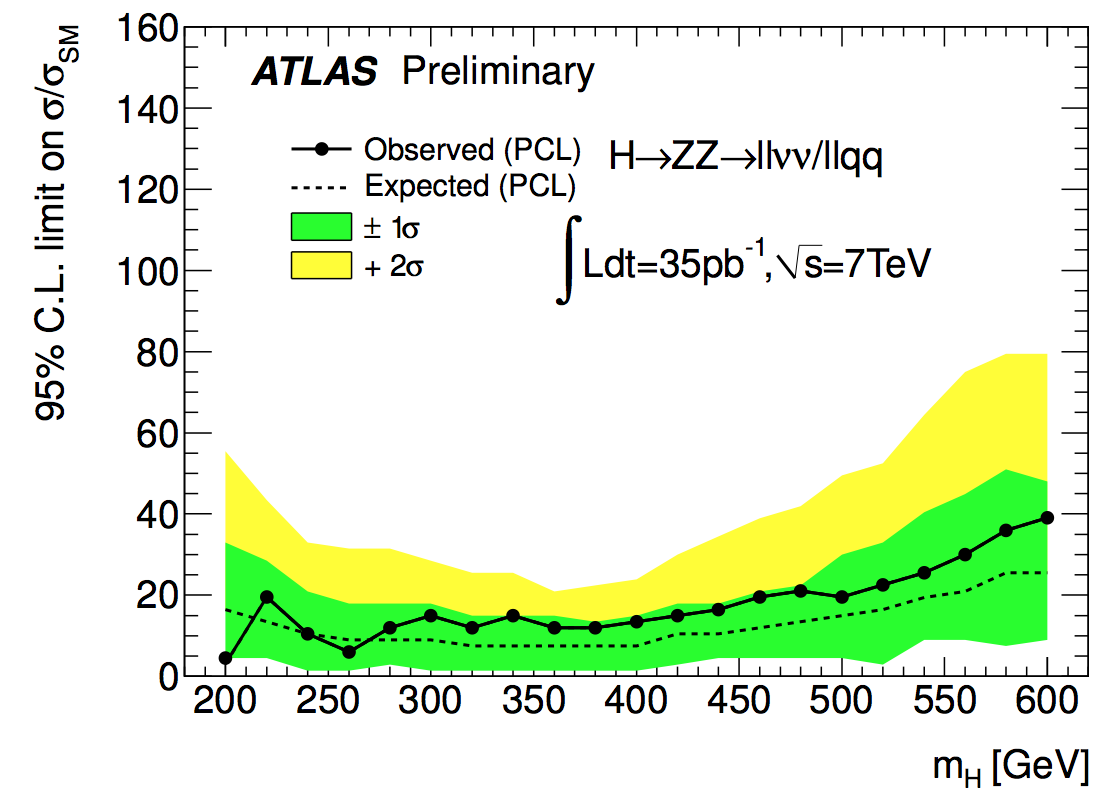 160
140
120
100
80
60
40
20
0
95% C.L. limit on σ/σSM
ATLAS Preliminary
Observed (PCL)
H→ZZ→llνν/llqq
Expected (PCL)
± 1σ
+ 2σ
∫Ldt=35pb⁻¹,√s=7TeV
200 250 300 350 400 450 500 550 600
mH [GeV]